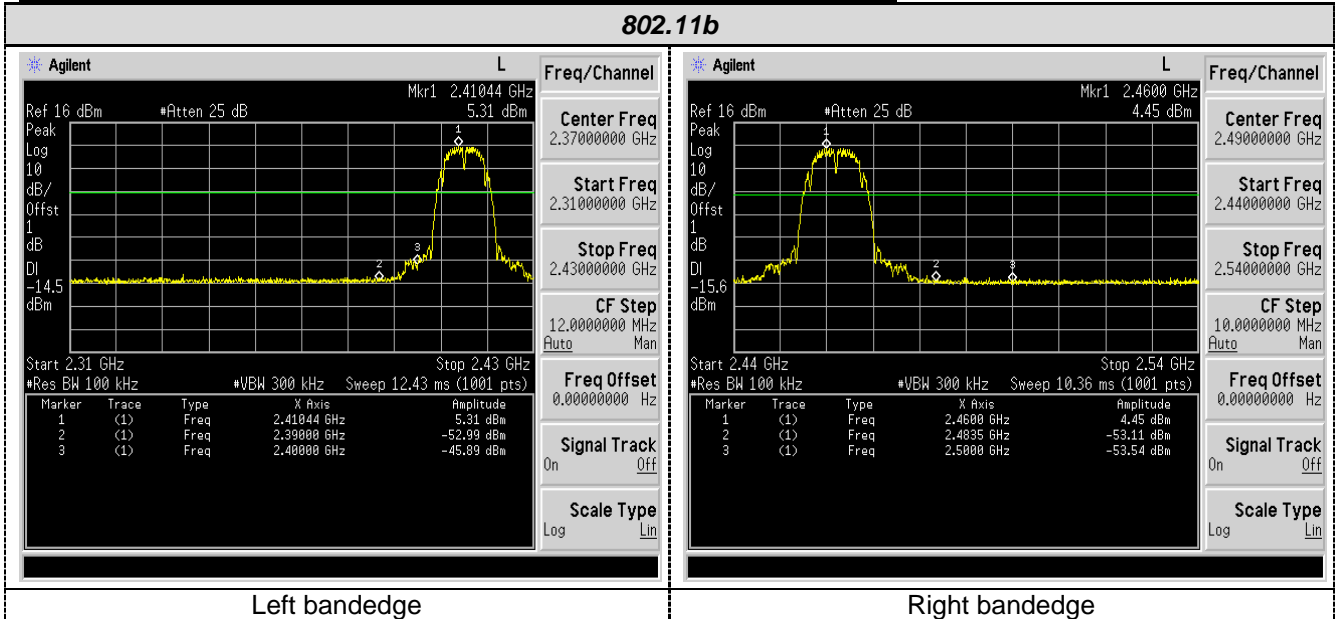 802.11b
Agilent L
Mkr1 2.41044 GHz
Ref 16 dBm #Atten 25 dB 5.31 dBm
Peak
Log
10
dB/
Offst
1
dB
DI
-14.5
dBm
1
2
3
Start 2.31 GHz Stop 2.43 GHz
#Res BW 100 kHz #VBW 300 kHz Sweep 12.43 ms (1001 pts)
Marker Trace Type X Axis Amplitude
1 (1) Freq 2.41044 GHz 5.31 dBm
2 (1) Freq 2.39000 GHz -52.99 dBm
3 (1) Freq 2.40000 GHz -45.89 dBm
Freq/Channel
Center Freq
2.37000000 GHz
Start Freq
2.31000000 GHz
Stop Freq
2.43000000 GHz
CF Step
12.0000000 MHz
Auto Man
Freq Offset
0.00000000 Hz
Signal Track
On Off
Scale Type
Log Lin
Left bandedge
Agilent L
Mkr1 2.4600 GHz
Ref 16 dBm #Atten 25 dB 4.45 dBm
Peak
Log
10
dB/
Offst
1
dB
DI
-15.6
dBm
1
2
3
Start 2.44 GHz Stop 2.54 GHz
#Res BW 100 kHz #VBW 300 kHz Sweep 10.36 ms (1001 pts)
Marker Trace Type X Axis Amplitude
1 (1) Freq 2.4600 GHz 4.45 dBm
2 (1) Freq 2.4835 GHz -53.11 dBm
3 (1) Freq 2.5000 GHz -53.54 dBm
Freq/Channel
Center Freq
2.49000000 GHz
Start Freq
2.44000000 GHz
Stop Freq
2.54000000 GHz
CF Step
10.0000000 MHz
Auto Man
Freq Offset
0.00000000 Hz
Signal Track
On Off
Scale Type
Log Lin
Right bandedge